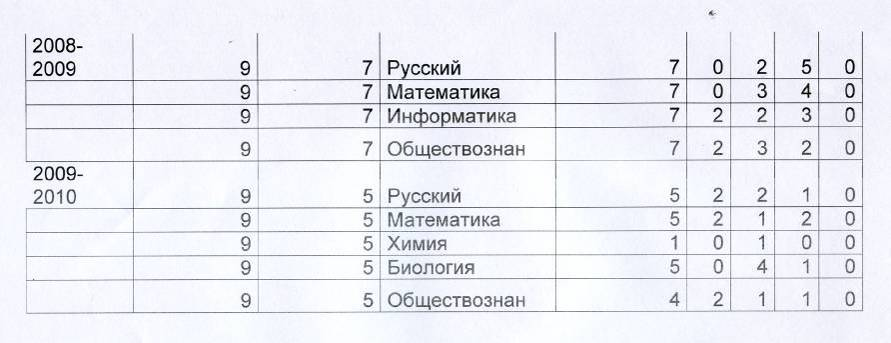 2008-
2009 9 7 Русский 7 0 2 5 0
9 7 Математика 7 0 3 4 0
9 7 Информатика 7 2 2 3 0
9 7 Обществознан 7 2 3 2 0
2009-
2010 9 5 Русский 5 2 2 1 0
9 5 Математика 5 2 1 2 0
9 5 Химия 1 0 1 0 0
9 5 Биология 5 0 4 1 0
9 5 Обществознан 4 2 1 1 0